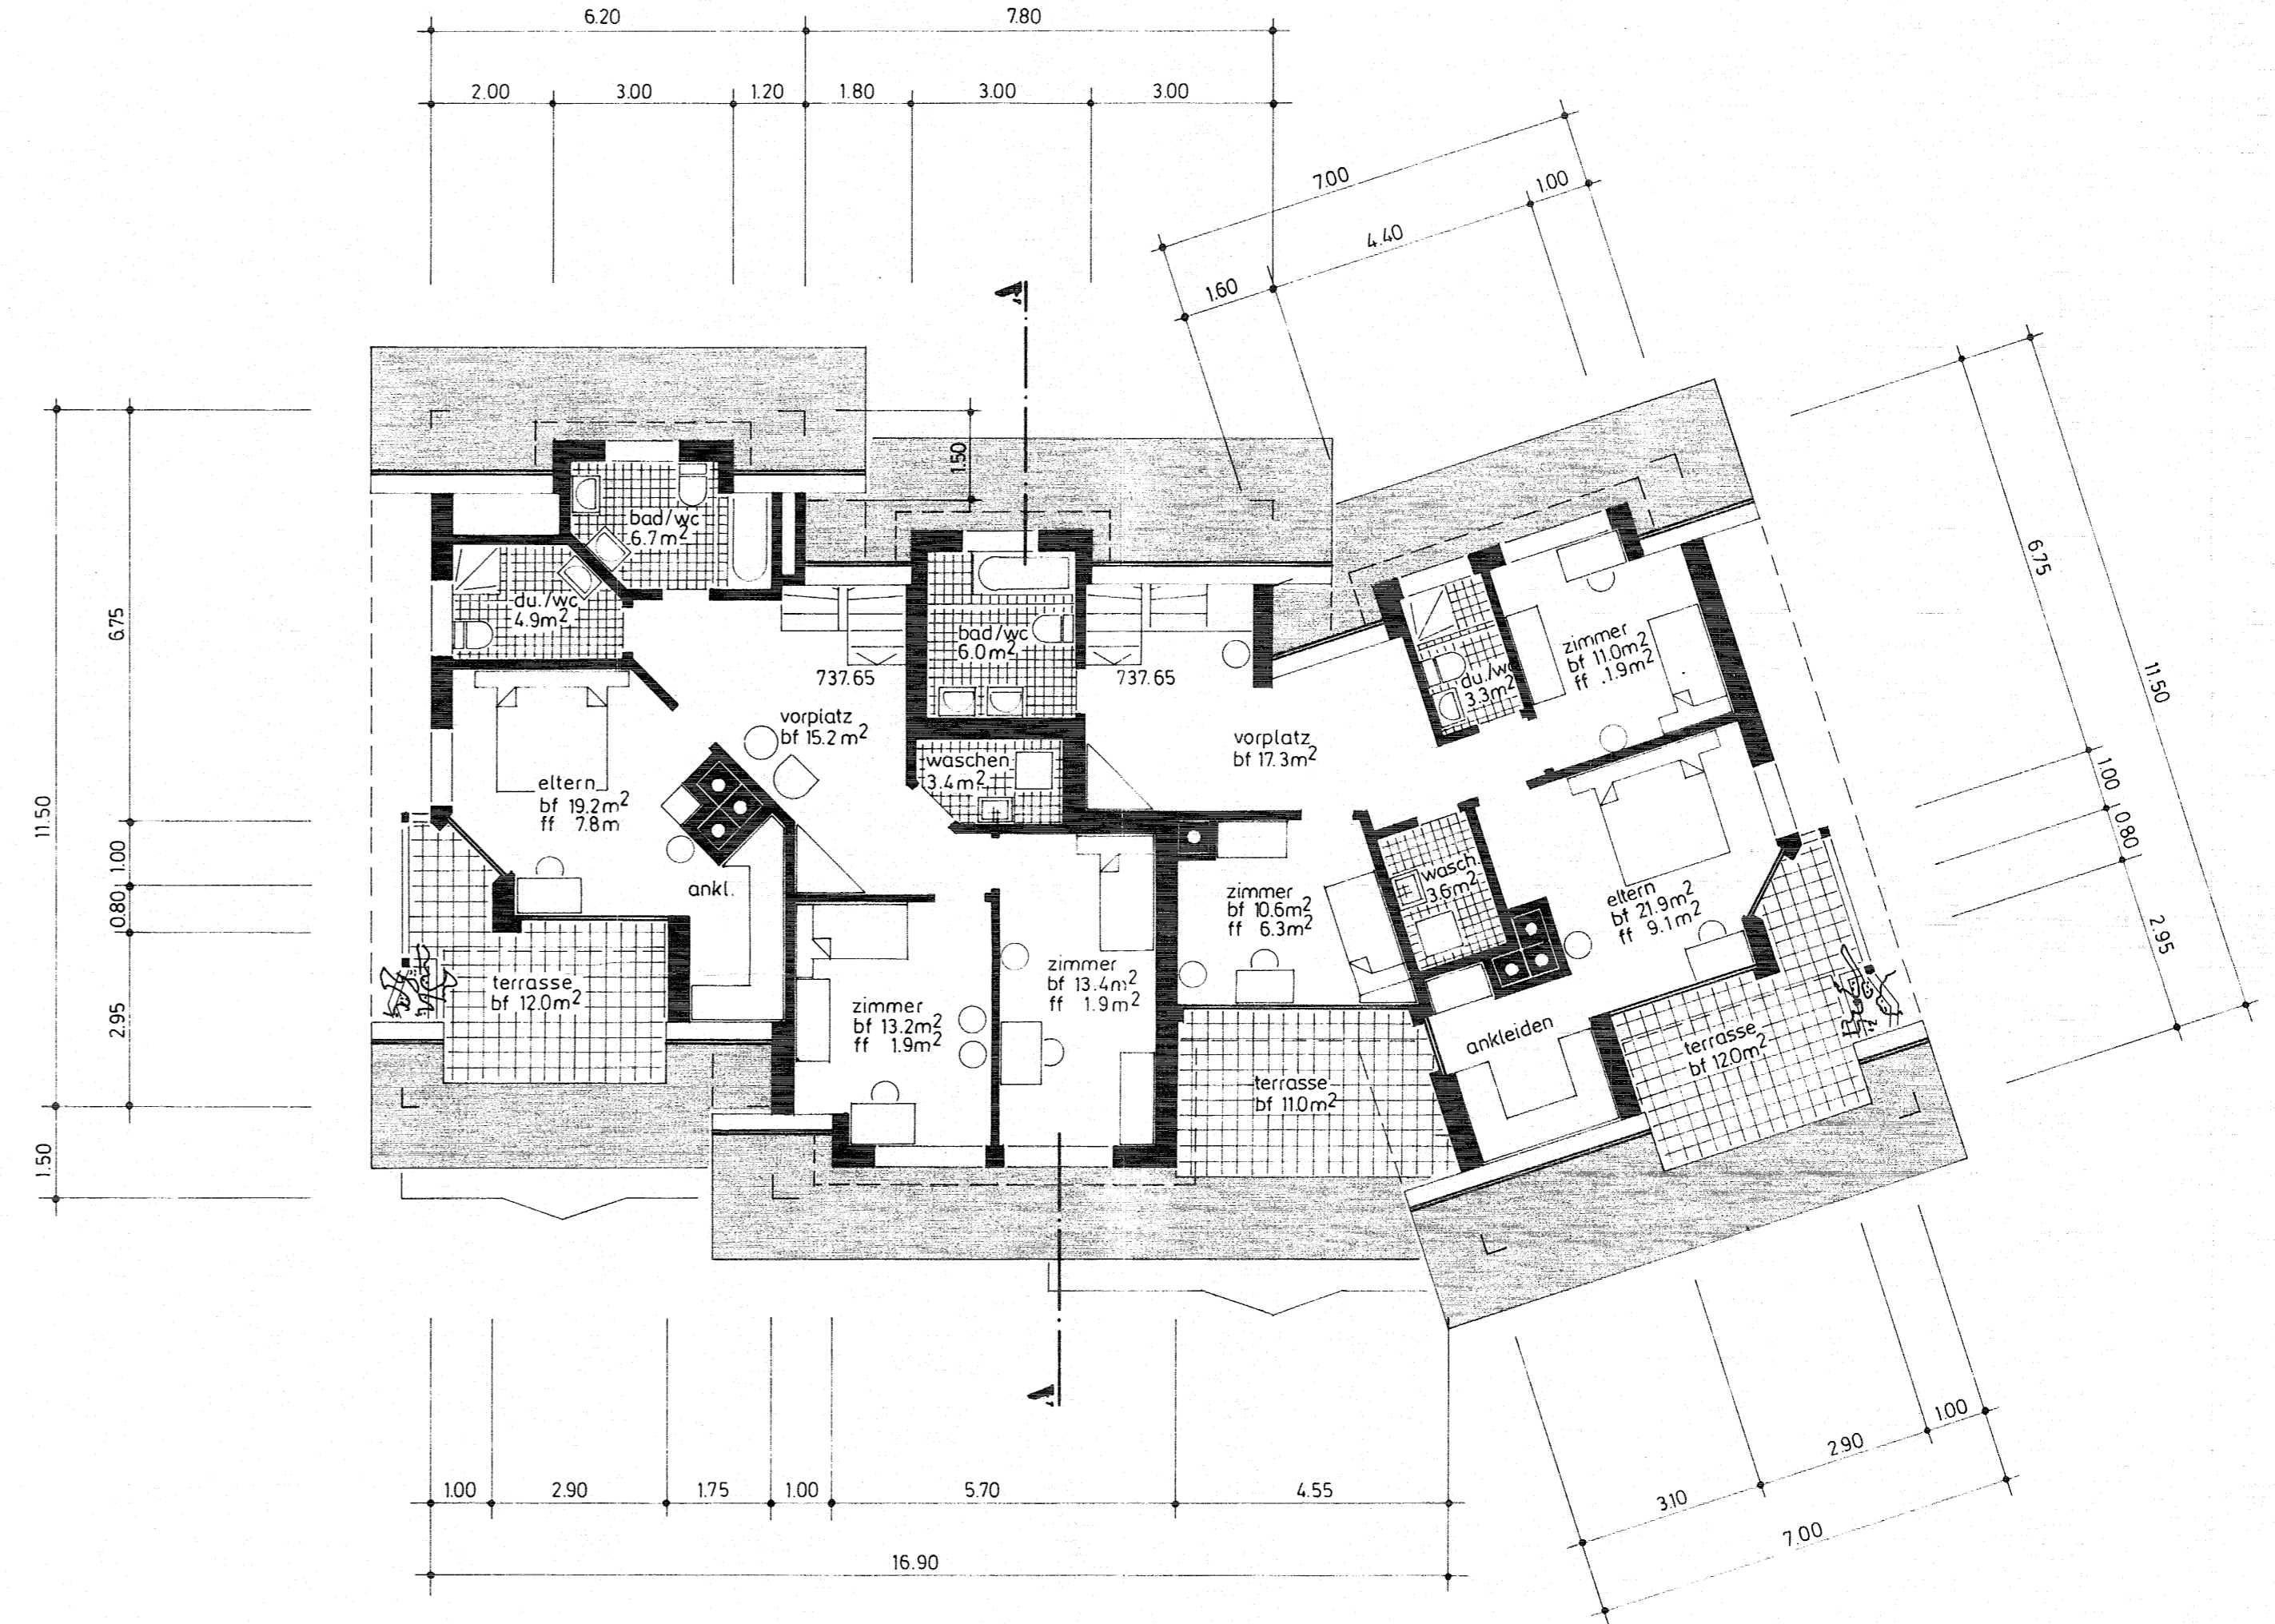 6.20
7.80
2.00
3.00
1.20
1.80
3.00
3.00
7.00
1.00
4.40
1.60
1.50
bad/wc
6.7m²
du./wc
4.9m²
bad/wc
6.0m²
737.65
737.65
zimmer
bf 11.0m²
ff 1.9m²
du./wc
3.3m²
vorplatz
bf 15.2m²
vorplatz
bf 17.3m²
waschen
3.4m²
eltern
bf 19.2m²
ff 7.8m
ankl.
wasch.
3.6m²
zimmer
bf 10.6m²
ff 6.3m²
eltern
bf 21.9m²
ff 9.1m²
terrasse
bf 12.0m²
zimmer
bf 13.2m²
ff 1.9m²
zimmer
bf 13.4m²
ff 1.9m²
ankleiden
terrasse
bf 12.0m²
terrasse
bf 11.0m²
6.75
11.50
1.00
0.80
2.95
1.50
6.75
11.50
1.00
0.80
2.95
1.00
2.90
1.75
1.00
5.70
4.55
16.90
1.00
2.90
3.10
7.00